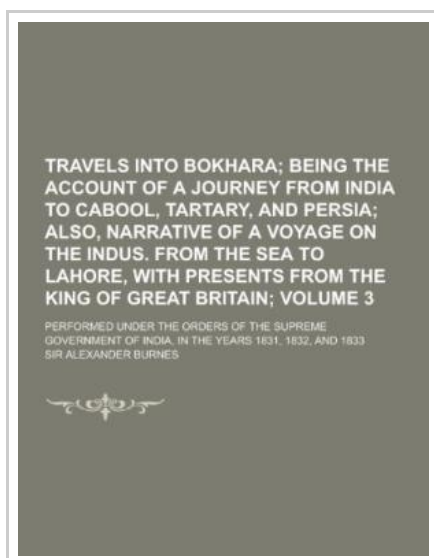 TRAVELS INTO BOKHARA; BEING THE
ACCOUNT OF A JOURNEY FROM INDIA
TO CABOOL, TARTARY, AND PERSIA;
ALSO, NARRATIVE OF A VOYAGE ON
THE INDUS. FROM THE SEA TO
LAHORE, WITH PRESENTS FROM THE
KING OF GREAT BRITAIN; VOLUME 3
PERFORMED UNDER THE ORDERS OF THE SUPREME
GOVERNMENT OF INDIA, IN THE YEARS 1831, 1832, AND 1833
SIR ALEXANDER BURNES